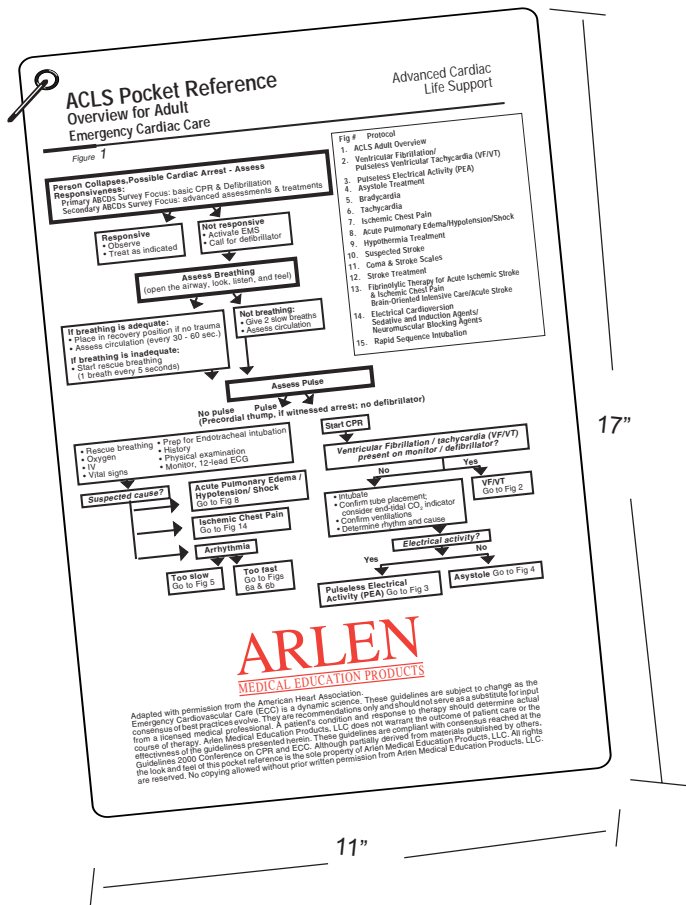 ACLS Pocket Reference
Overview for Adult
Emergency Cardiac Care
Advanced Cardiac
Life Support
Figure 1
Fig # Protocol
1. ACLS Adult Overview
2. Ventricular Fibrillation/
Pulseless Ventricular Tachycardia (VF/VT)
3. Pulseless Electrical Activity (PEA)
4. Asystole Treatment
5. Bradycardia
6. Tachycardia
7. Ischemic Chest Pain
8. Acute Pulmonary Edema/Hypotension/Shock
9. Hypothermia Treatment
10. Suspected Stroke
11. Coma & Stroke Scales
12. Stroke Treatment
13. Fibrinolytic Therapy for Acute Ischemic Stroke
& Ischemic Chest Pain
Brain-Oriented Intensive Care/Acute Stroke
14. Electrical Cardioversion
Sedative and Induction Agents/
Neuromuscular Blocking Agents
15. Rapid Sequence Intubation
Person Collapses,Possible Cardiac Arrest - Assess
Responsiveness:
Primary ABCDs Survey Focus: basic CPR & Defibrillation
Secondary ABCDs Survey Focus: advanced assessments & treatments
Responsive
• Observe
• Treat as indicated
Not responsive
• Activate EMS
• Call for defibrillator
Assess Breathing
(open the airway, look, listen, and feel)
If breathing is adequate:
• Place in recovery position if no trauma
• Assess circulation (every 30 - 60 sec.)
If breathing is inadequate:
• Start rescue breathing
(1 breath every 5 seconds)
Not breathing:
• Give 2 slow breaths
• Assess circulation
Assess Pulse
No pulse Pulse
(Precordial thump, if witnessed arrest; no defibrillator)
• Rescue breathing
• Oxygen
• IV
• Vital signs
• Prep for Endotracheal intubation
• History
• Physical examination
• Monitor, 12-lead ECG
Suspected cause?
Acute Pulmonary Edema /
Hypotension/ Shock
Go to Fig 8
Ischemic Chest Pain
Go to Fig 14
Arrhythmia
Too slow
Go to Fig 5
Too fast
Go to Figs
6a & 6b
Start CPR
Ventricular Fibrillation / tachycardia (VF/VT)
present on monitor / defibrillator?
No
Yes
VF/VT
Go to Fig 2
• Intubate
• Confirm tube placement;
consider end-tidal CO2 indicator
• Confirm ventilations
• Determine rhythm and cause
Electrical activity?
Yes
No
Pulseless Electrical
Activity (PEA) Go to Fig 3
Asystole Go to Fig 4
ARLEN
MEDICAL EDUCATION PRODUCTS
Adapted with permission from the American Heart Association.
Emergency Cardiovascular Care (ECC) is a dynamic science. These guidelines are subject to change as the
consensus of best practices evolve. They are recommendations only and should not serve as a substitute for input
from a licensed medical professional. A patient's condition and response to therapy should determine actual
course of therapy. Arlen Medical Education Products, LLC does not warrant the outcome of patient care or the
effectivness of the guideliness presented herein. These guidelines are compliant with consensus reached at the
Guidelines 2000 Conference on CPR and ECC. Although partially derived from materials published by others,
the look and feel of this pocket reference is the sole property of Arlen Medical Education Products, LLC. All rights
are reserved. No copying allowed without prior written permission from Arlen Medical Education Products, LLC.
17”
11”